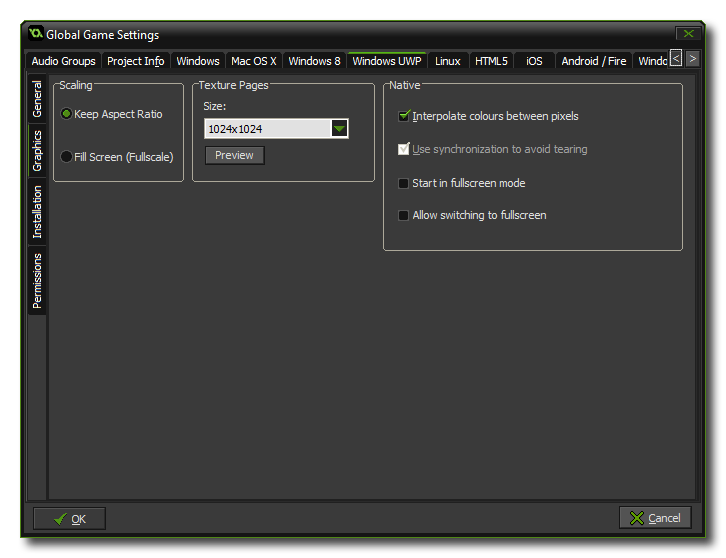 Global Game Settings
Audio Groups Project Info Windows Mac OS X Windows 8 Windows UWP Linux HTML5 iOS Android / Fire Windo < >
General
Graphics
Installation
Permissions
Scaling
Keep Aspect Ratio
Fill Screen (Fullscale)
Texture Pages
Size:
1024x1024
Preview
Native
Interpolate colours between pixels
Use synchronization to avoid tearing
Start in fullscreen mode
Allow switching to fullscreen
OK
Cancel